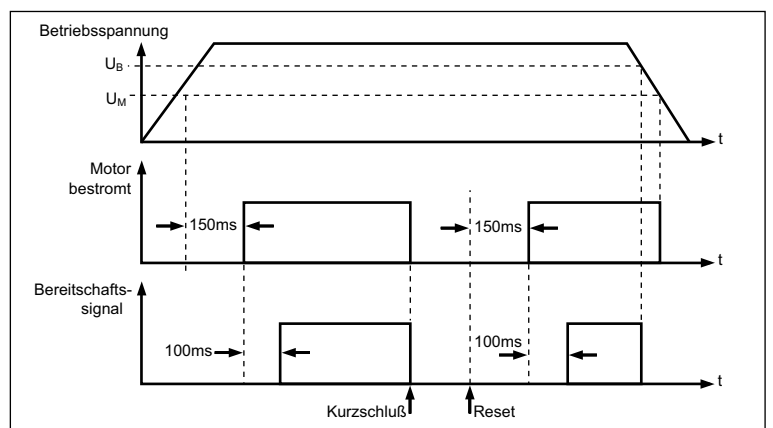 Betriebsspannung
U_B
U_M
t
Motor
bestromt
150ms
150ms
t
Bereitschafts-
signal
100ms
100ms
t
Kurzschluß
Reset